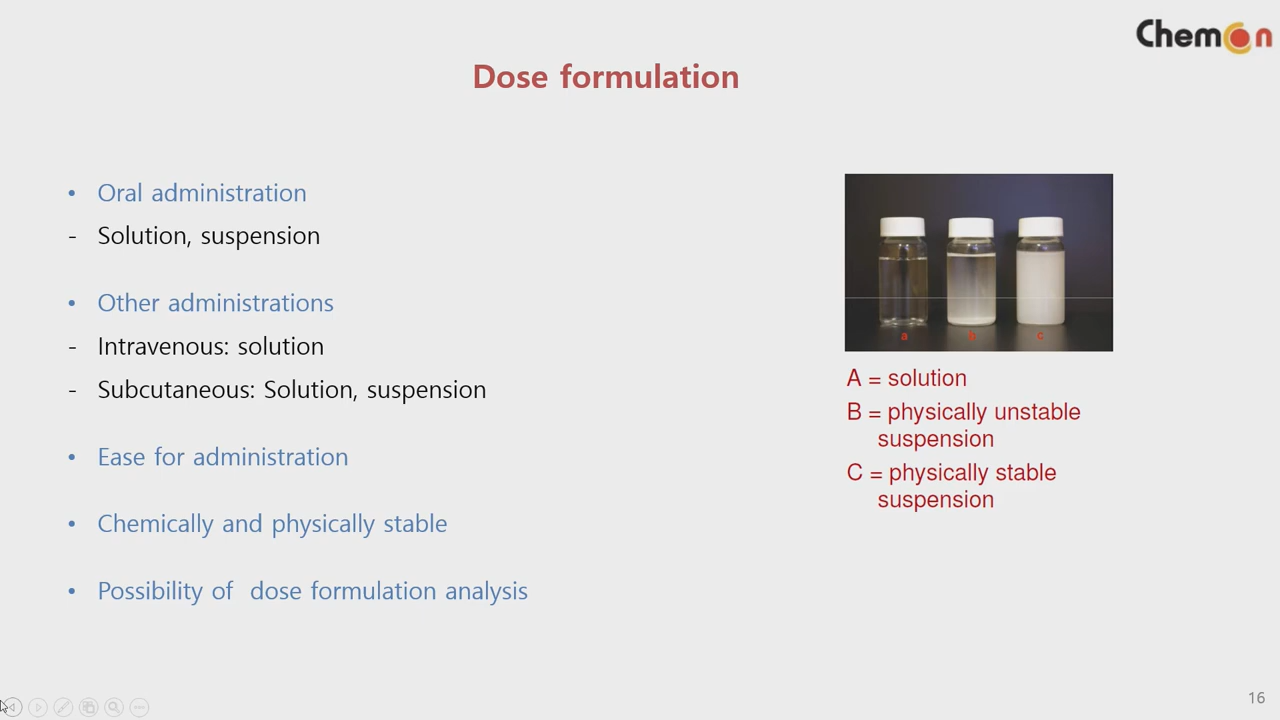 ChemOn
Dose formulation
• Oral administration
- Solution, suspension
• Other administrations
- Intravenous: solution
- Subcutaneous: Solution, suspension
• Ease for administration
• Chemically and physically stable
• Possibility of dose formulation analysis
a b c
A = solution
B = physically unstable
suspension
C = physically stable
suspension
16